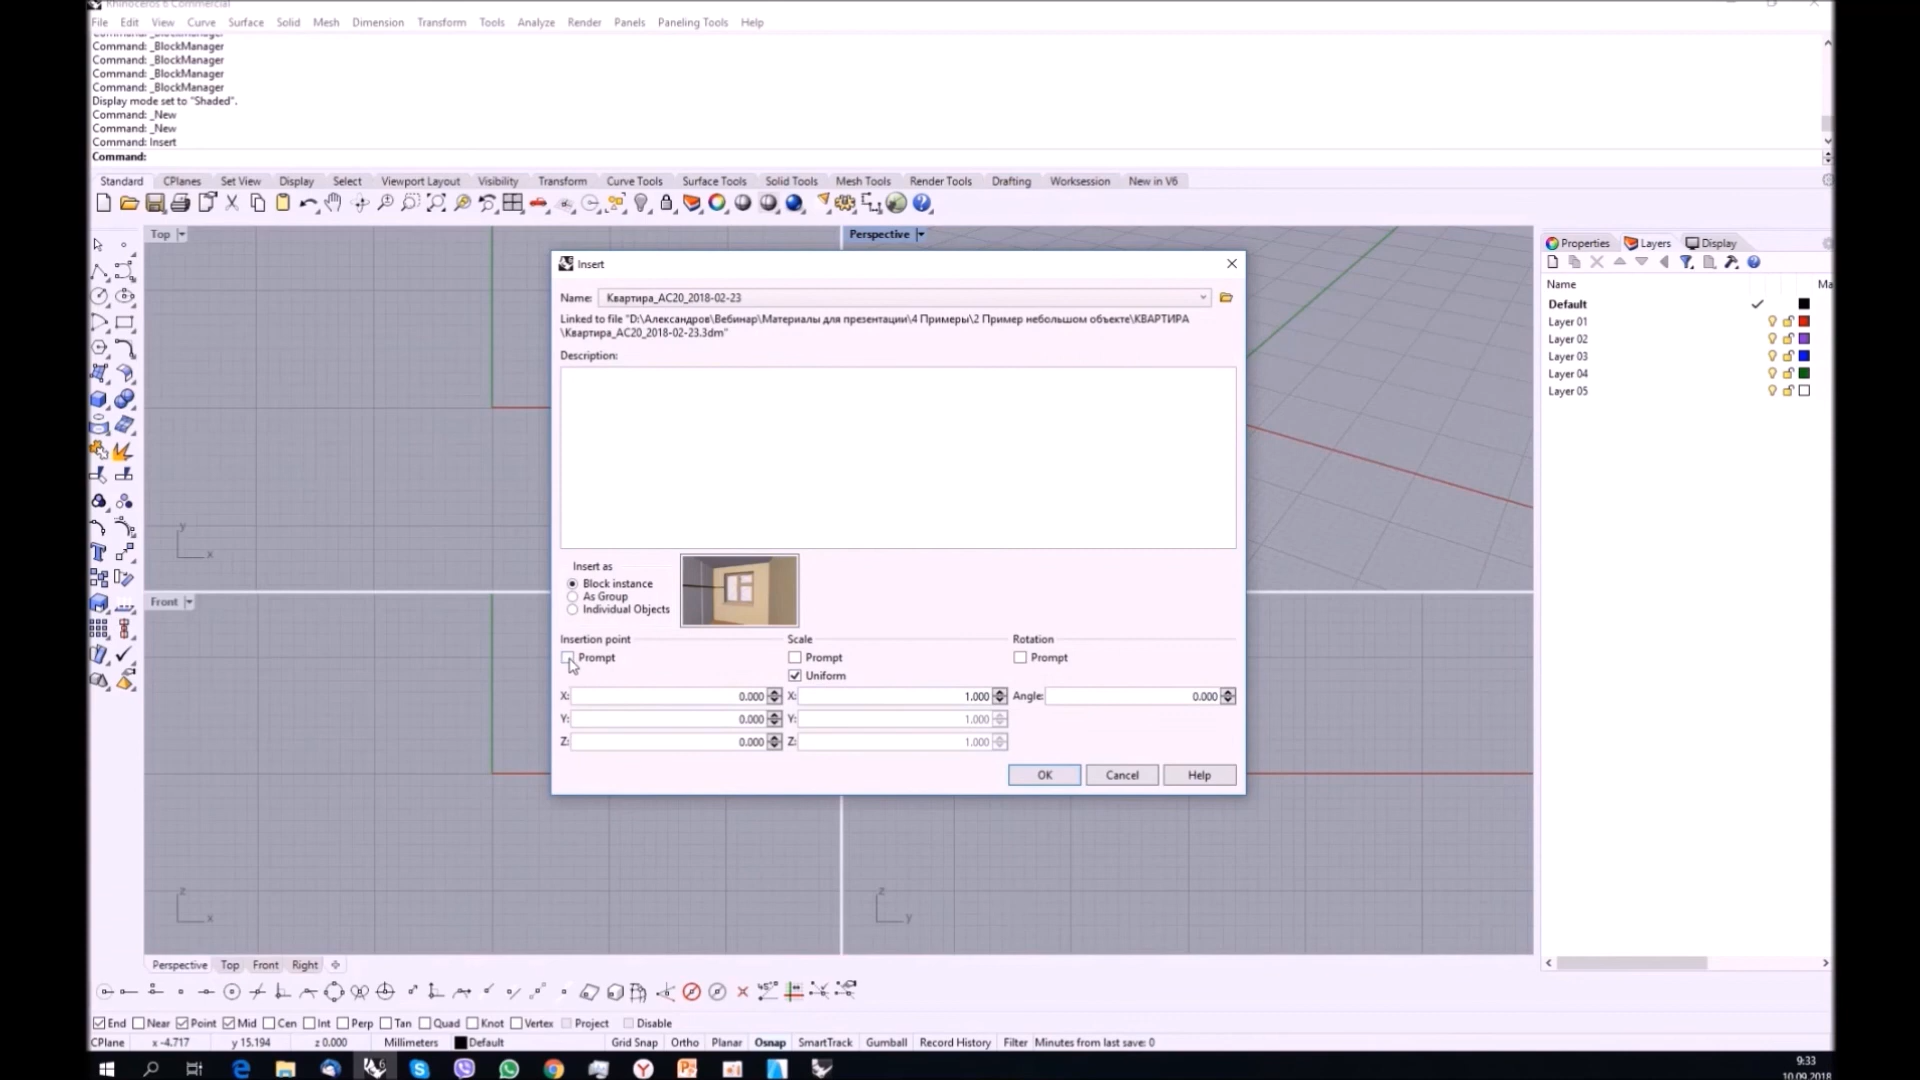 Rhinoceros 6 Commercial
File Edit View Curve Surface Solid Mesh Dimension Transform Tools Analyze Render Panels Paneling Tools Help
Command: _BlockManager
Command: _BlockManager
Command: _BlockManager
Command: _BlockManager
Command: _BlockManager
Display mode set to "Shaded".
Command: _New
Command: _New
Command: Insert
Command:
Standard CPlanes Set View Display Select Viewport Layout Visibility Transform Curve Tools Surface Tools Solid Tools Mesh Tools Render Tools Drafting Worksession New in V6
Top
Perspective
Properties Layers Display
Insert
Name Ma
Name: Квартира_АС20_2018-02-23
Default
Linked to file "D:\Александров\Вебинар\Материалы для презентации\4 Примеры\2 Пример небольшом объекте\КВАРТИРА
\Квартира_АС20_2018-02-23.3dm"
Layer 01
Layer 02
Layer 03
Layer 04
Layer 05
Description:
y
x
Insert as
Block instance
As Group
Individual Objects
Front
Insertion point Scale Rotation
Prompt Prompt Prompt
Uniform
X: 0.000 X: 1.000 Angle: 0.000
Y: 0.000 Y: 1.000
Z: 0.000 Z: 1.000
OK Cancel Help
z
x
z
y
Perspective Top Front Right
End Near Point Mid Cen Int Perp Tan Quad Knot Vertex Project Disable
CPlane x -4.717 y 15.194 z 0.000 Millimeters Default Grid Snap Ortho Planar Osnap SmartTrack Gumball Record History Filter Minutes from last save: 0
9:33
10.09.2018